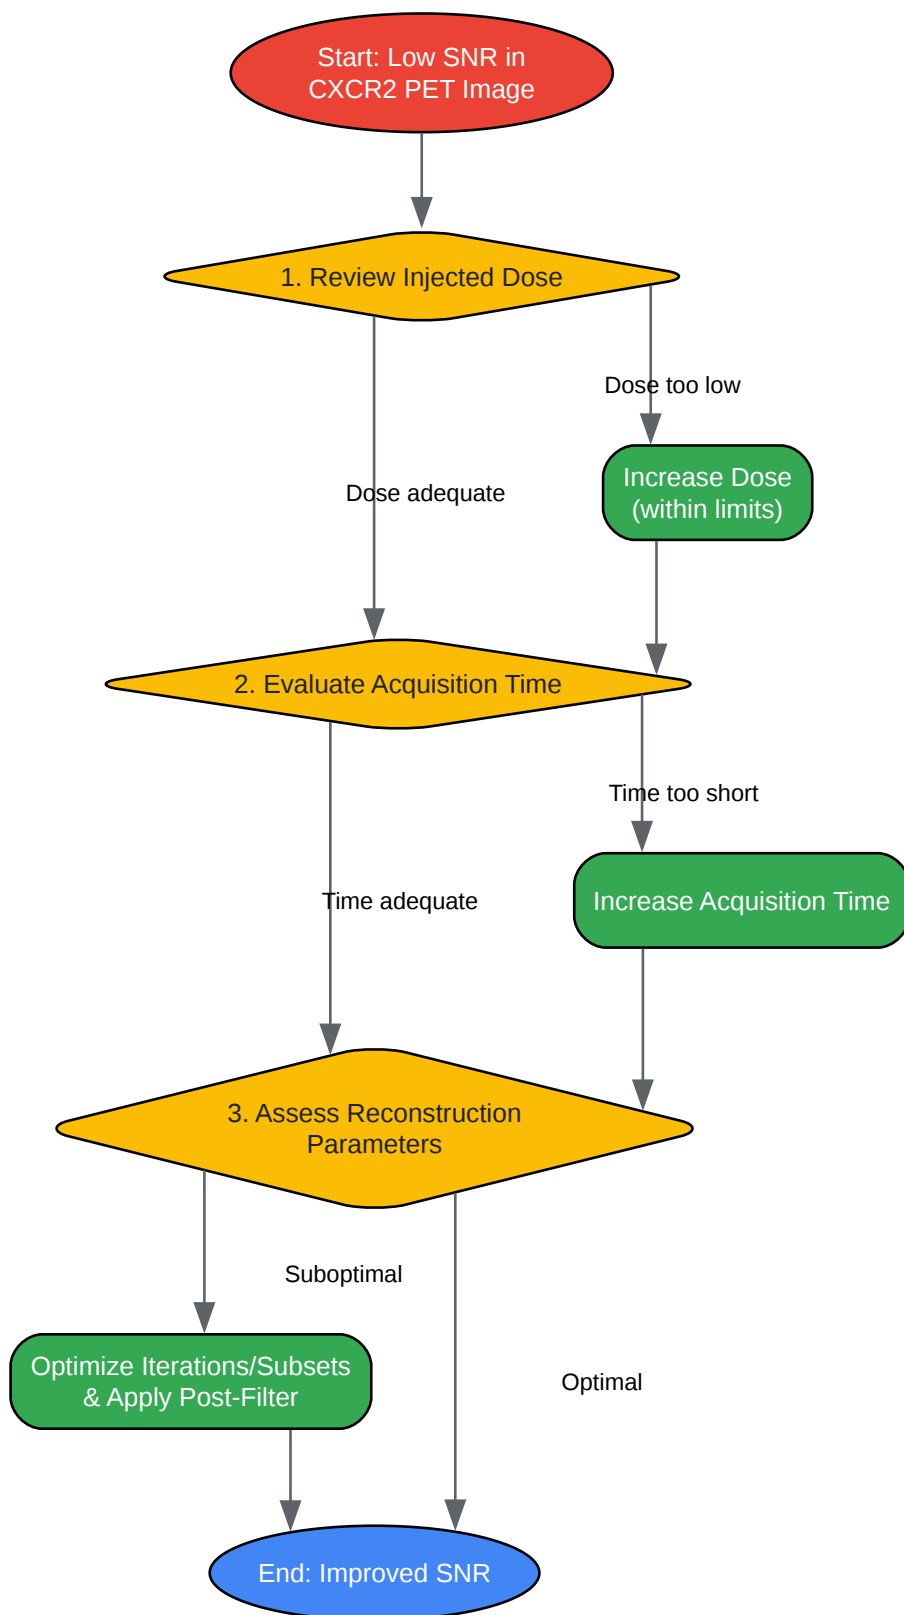 Start: Low SNR in
CXCR2 PET Image
1. Review Injected Dose
Dose too low
Increase Dose
(within limits)
Dose adequate
2. Evaluate Acquisition Time
Time too short
Increase Acquisition Time
Time adequate
3. Assess Reconstruction
Parameters
Suboptimal
Optimize Iterations/Subsets
& Apply Post-Filter
Optimal
End: Improved SNR